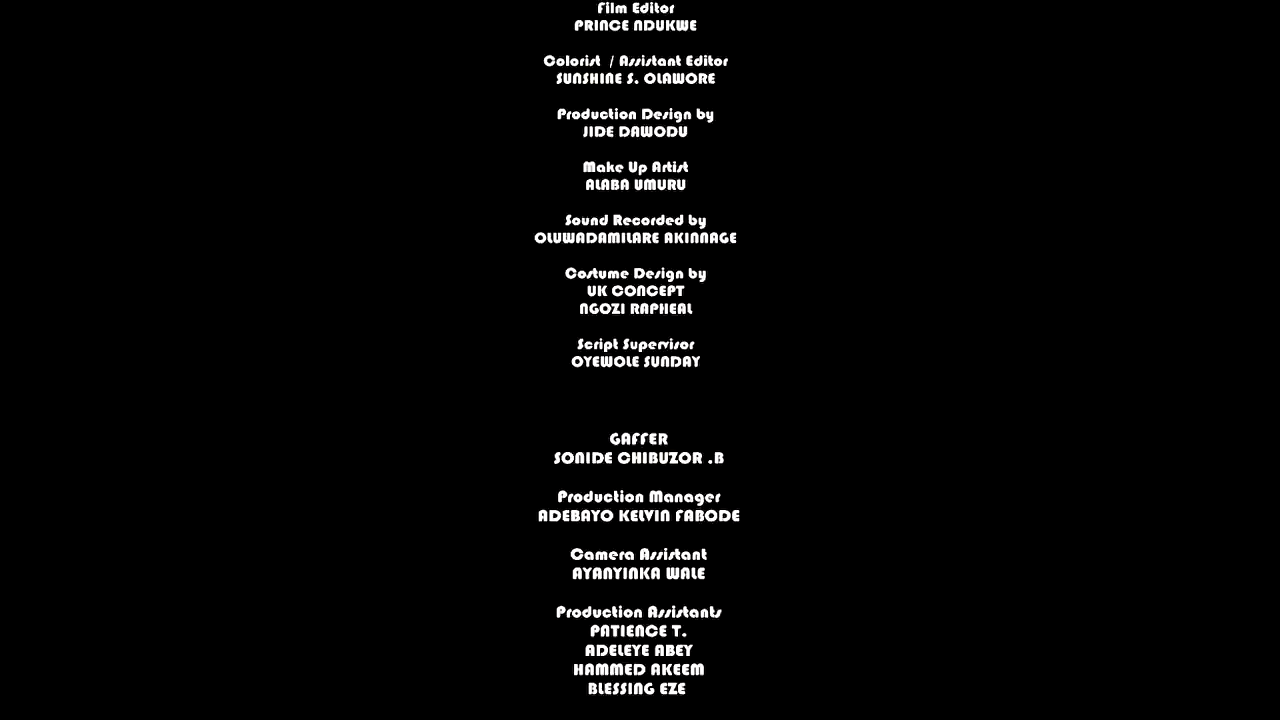 Film Editor
PRINCE NDUKWE
Colorist / Assistant Editor
SUNSHINE S. OLAWORE
Production Design by
JIDE DAWODU
Make Up Artist
ALABA UMURU
Sound Recorded by
OLUWADAMILARE AKINNAGE
Costume Design by
UK CONCEPT
NGOZI RAPHEAL
Script Supervisor
OYEWOLE SUNDAY
GAFFER
SONIDE CHIBUZOR .B
Production Manager
ADEBAYO KELVIN FABODE
Camera Assistant
AYANYINKA WALE
Production Assistants
PATIENCE T.
ADELEYE ABEY
HAMMED AKEEM
BLESSING EZE